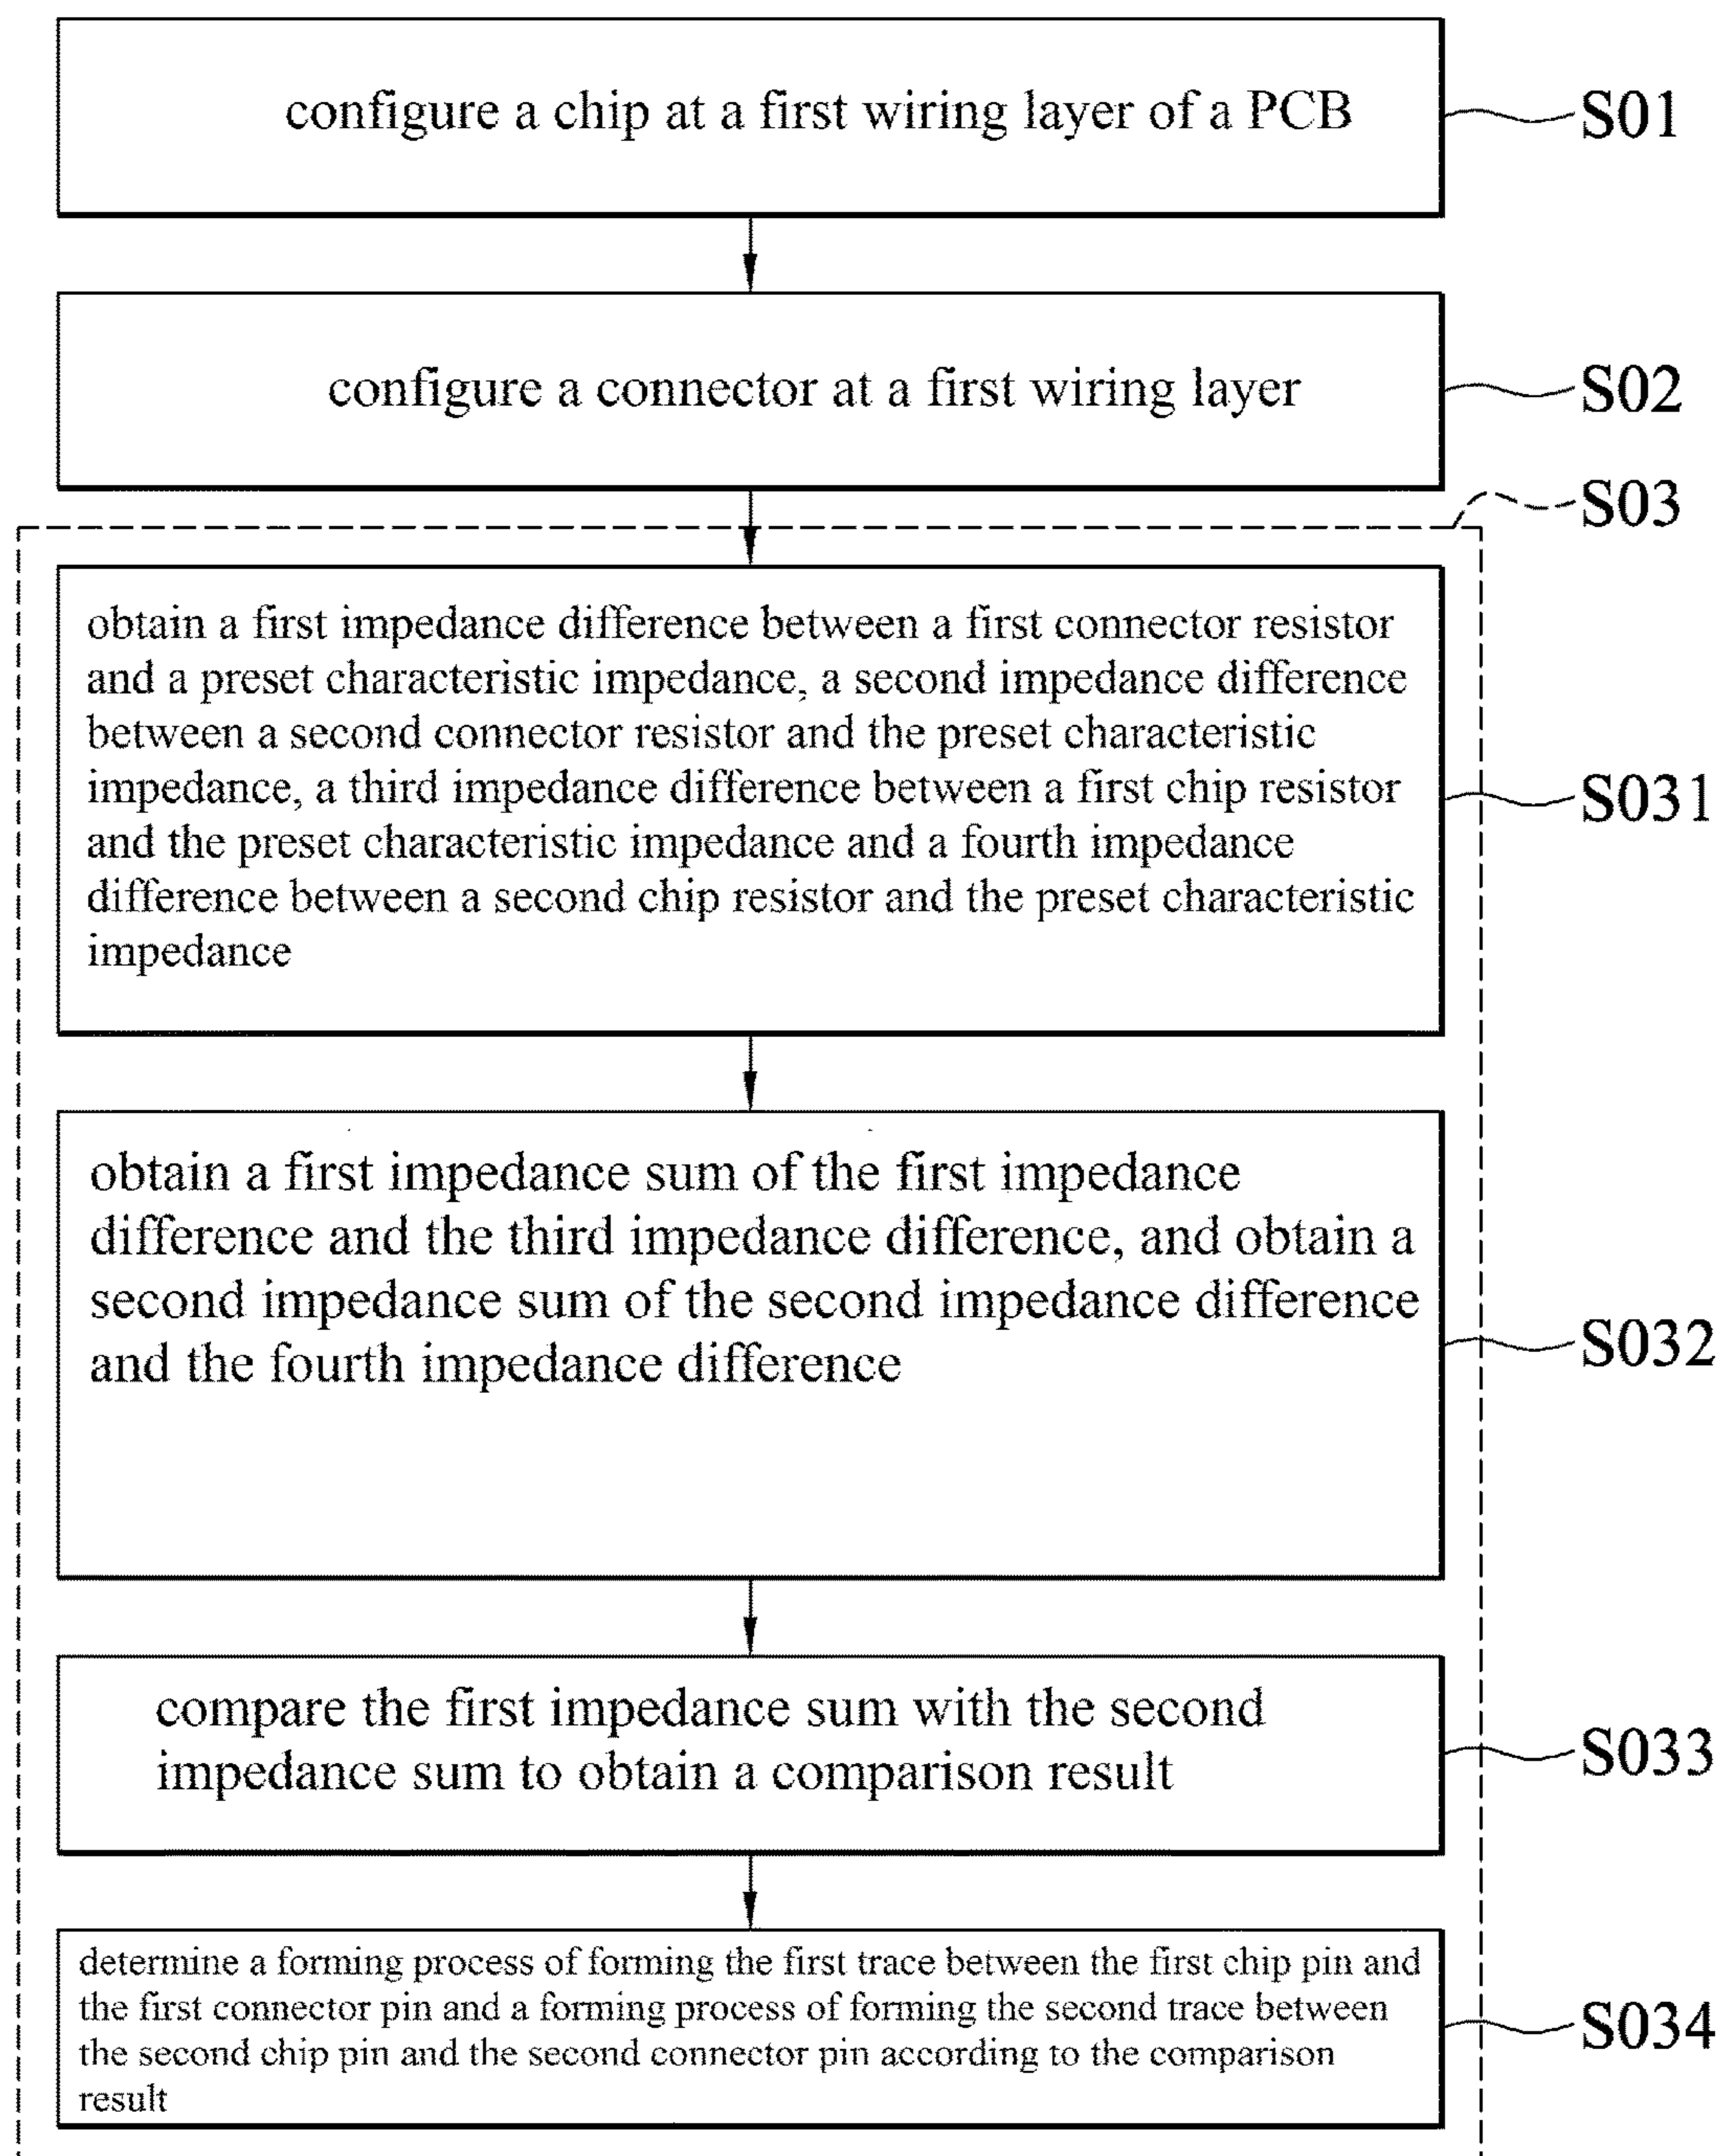 configure a chip at a first wiring layer of a PCB
S01
configure a connector at a first wiring layer
S02
S03
obtain a first impedance difference between a first connector resistor
and a preset characteristic impedance, a second impedance difference
between a second connector resistor and the preset characteristic
impedance, a third impedance difference between a first chip resistor
and the preset characteristic impedance and a fourth impedance
difference between a second chip resistor and the preset characteristic
impedance
S031
obtain a first impedance sum of the first impedance
difference and the third impedance difference, and obtain a
second impedance sum of the second impedance difference
and the fourth impedance difference
S032
compare the first impedance sum with the second
impedance sum to obtain a comparison result
S033
determine a forming process of forming the first trace between the first chip pin and
the first connector pin and a forming process of forming the second trace between
the second chip pin and the second connector pin according to the comparison
result
S034